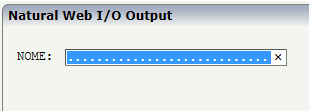 Natural Web I/O Output
NOME: ............................